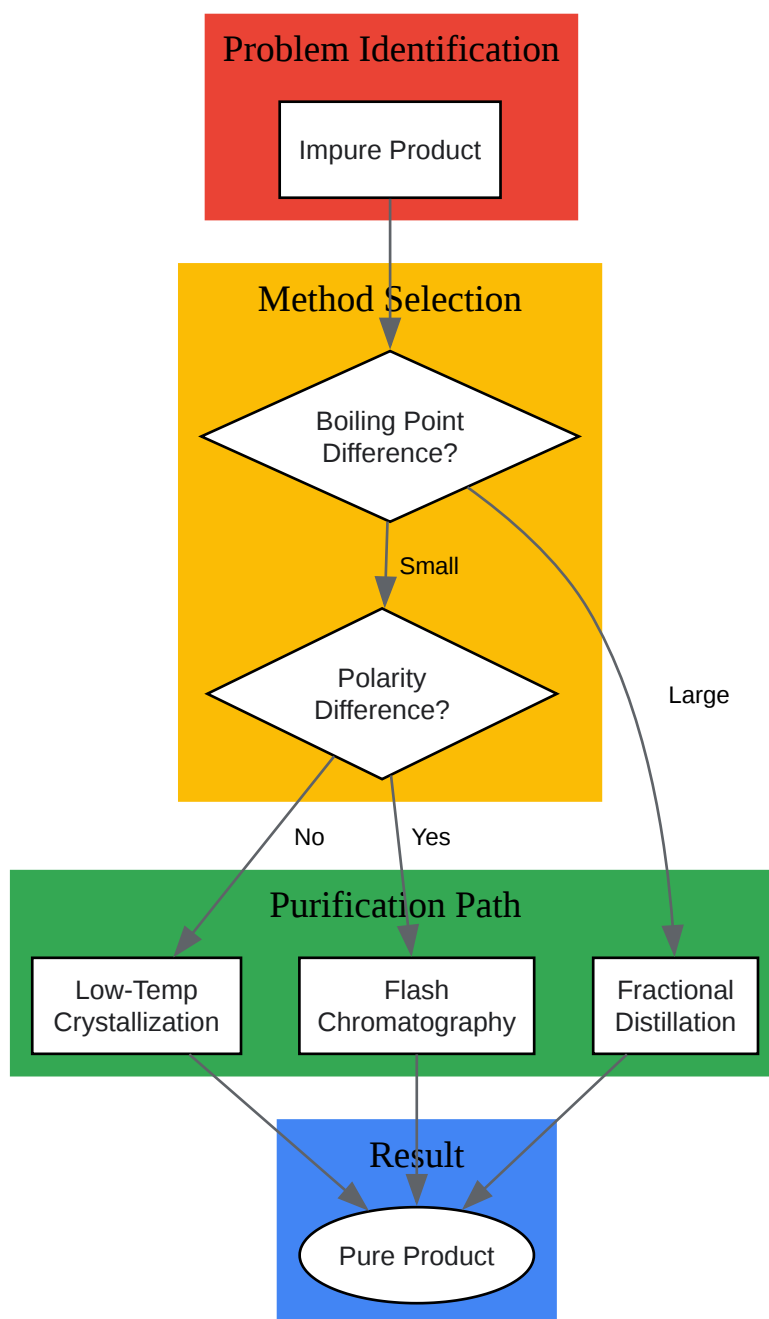 Problem Identification
Impure Product
Method Selection
Boiling Point
Difference?
Small
Polarity
Difference?
Large
No
Yes
Purification Path
Low-Temp
Crystallization
Flash
Chromatography
Fractional
Distillation
Result
Pure Product